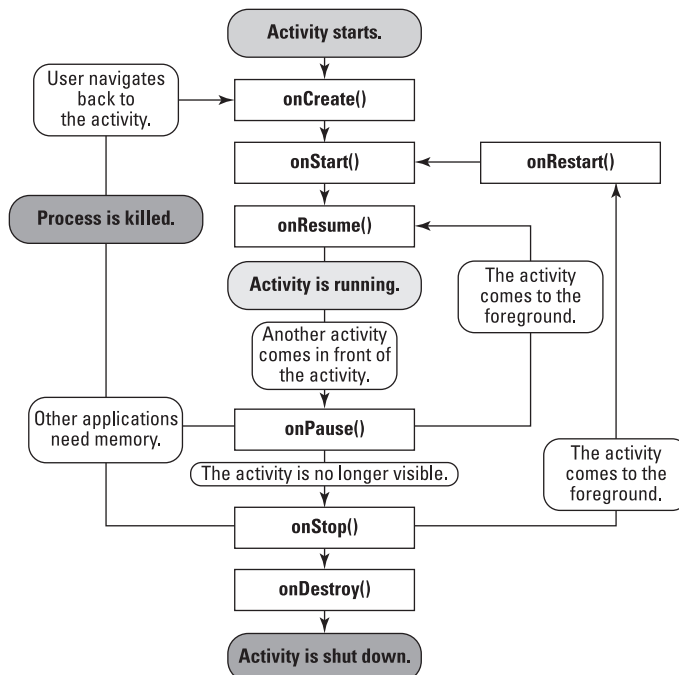 Activity starts.
User navigates
back to
the activity.
onCreate()
onStart()
onRestart()
Process is killed.
onResume()
Activity is running.
The activity
comes to the
foreground.
Another activity
comes in front of
the activity.
Other applications
need memory.
onPause()
The activity is no longer visible.
The activity
comes to the
foreground.
onStop()
onDestroy()
Activity is shut down.